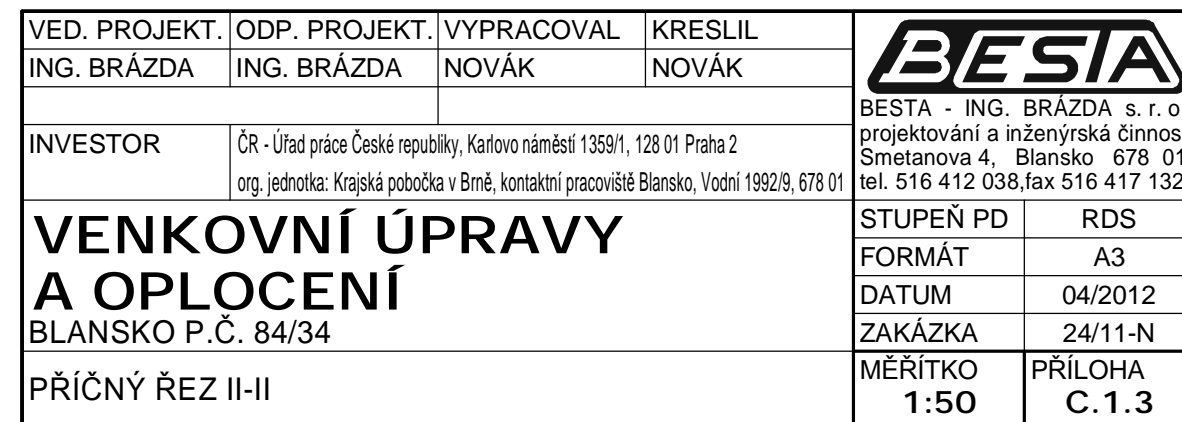 VED. PROJEKT. ODP. PROJEKT. VYPRACOVAL KRESLIL
ING. BRÁZDA ING. BRÁZDA NOVÁK NOVÁK
INVESTOR ČR - Úřad práce České republiky, Karlovo náměstí 1359/1, 128 01 Praha 2
org. jednotka: Krajská pobočka v Brně, kontaktní pracoviště Blansko, Vodní 1992/9, 678 01
BESTA
BESTA - ING. BRÁZDA s. r. o
projektování a inženýrská činnos
Smetanova 4, Blansko 678 01
tel. 516 412 038,fax 516 417 132
VENKOVNÍ ÚPRAVY
A OPLOCENÍ
BLANSKO P.Č. 84/34
PŘÍČNÝ ŘEZ II-II
STUPEŇ PD RDS
FORMÁT A3
DATUM 04/2012
ZAKÁZKA 24/11-N
MĚŘÍTKO PŘÍLOHA
1:50 C.1.3